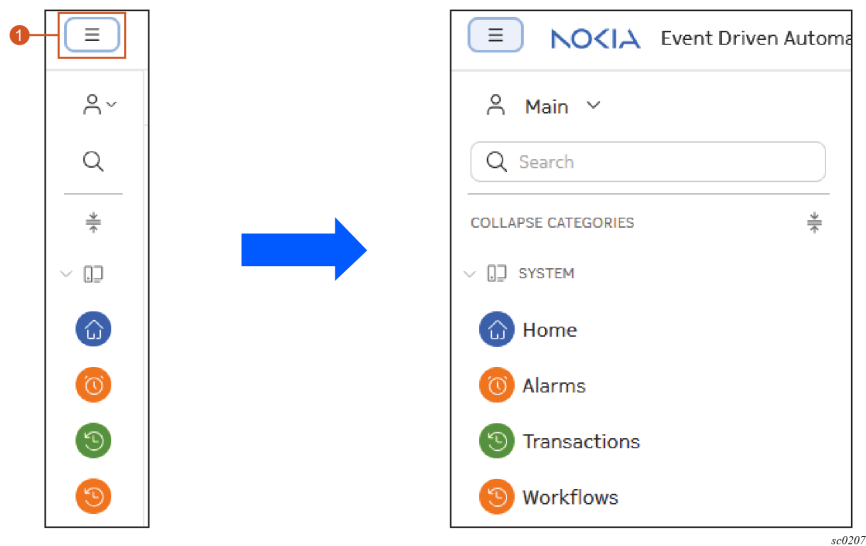 1
NOKIA Event Driven Automa
Main
Search
COLLAPSE CATEGORIES
SYSTEM
Home
Alarms
Transactions
Workflows
sc0207